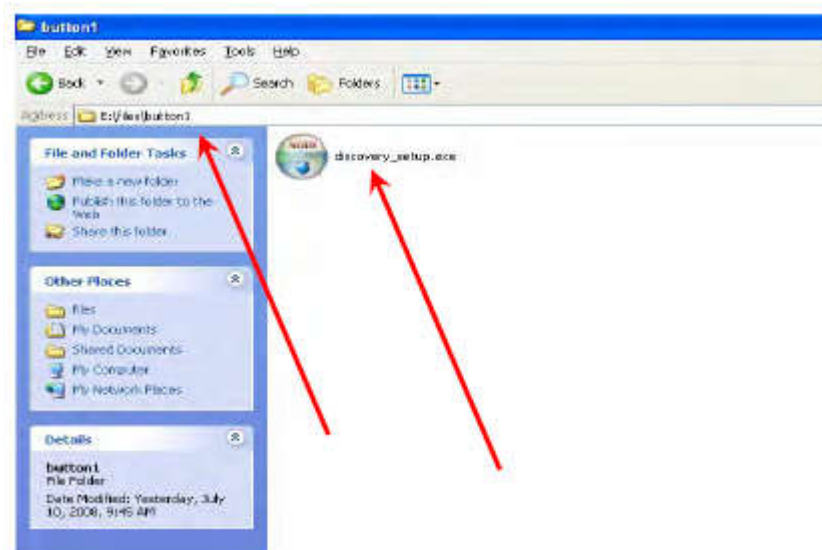 button1
File Edit View Favorites Tools Help
Back Search Folders
Address E:\files\button1
File and Folder Tasks
Make a new folder
Publish this folder to the
Web
Share this folder
Other Places
files
My Documents
Shared Documents
My Computer
My Network Places
Details
button1
File Folder
Date Modified: Yesterday, July
10, 2008, 9:45 AM
discovery_setup.exe